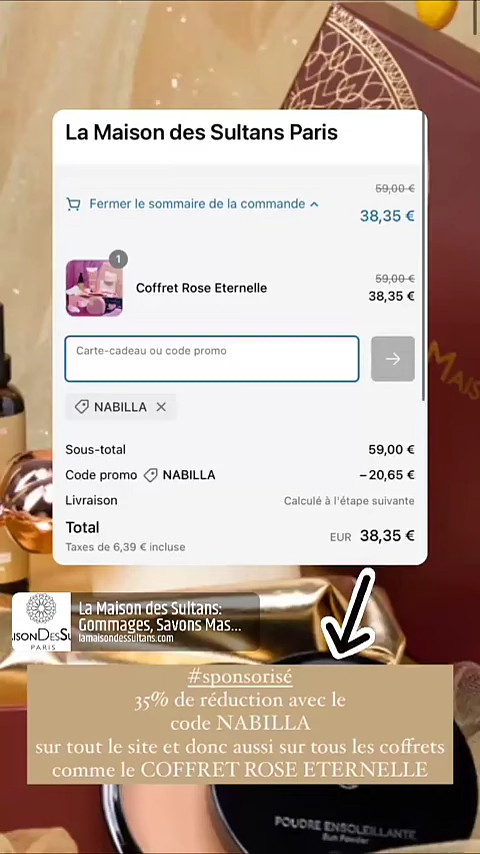 La Maison des Sultans Paris
59,00 €
Fermer le sommaire de la commande
38,35 €
1
59,00 €
Coffret Rose Eternelle
38,35 €
Carte-cadeau ou code promo
NABILLA
Sous-total 59,00 €
Code promo NABILLA −20,65 €
Livraison Calculé à l'étape suivante
Total EUR 38,35 €
Taxes de 6,39 € incluse
La Maison des Sultans:
Gommages, Savons Mas...
lamaisondessultans.com
PARIS
#sponsorisé
35% de réduction avec le
code NABILLA
sur tout le site et donc aussi sur tous les coffrets
comme le COFFRET ROSE ETERNELLE
POUDRE ENSOLEILLANTE
Sun Powder